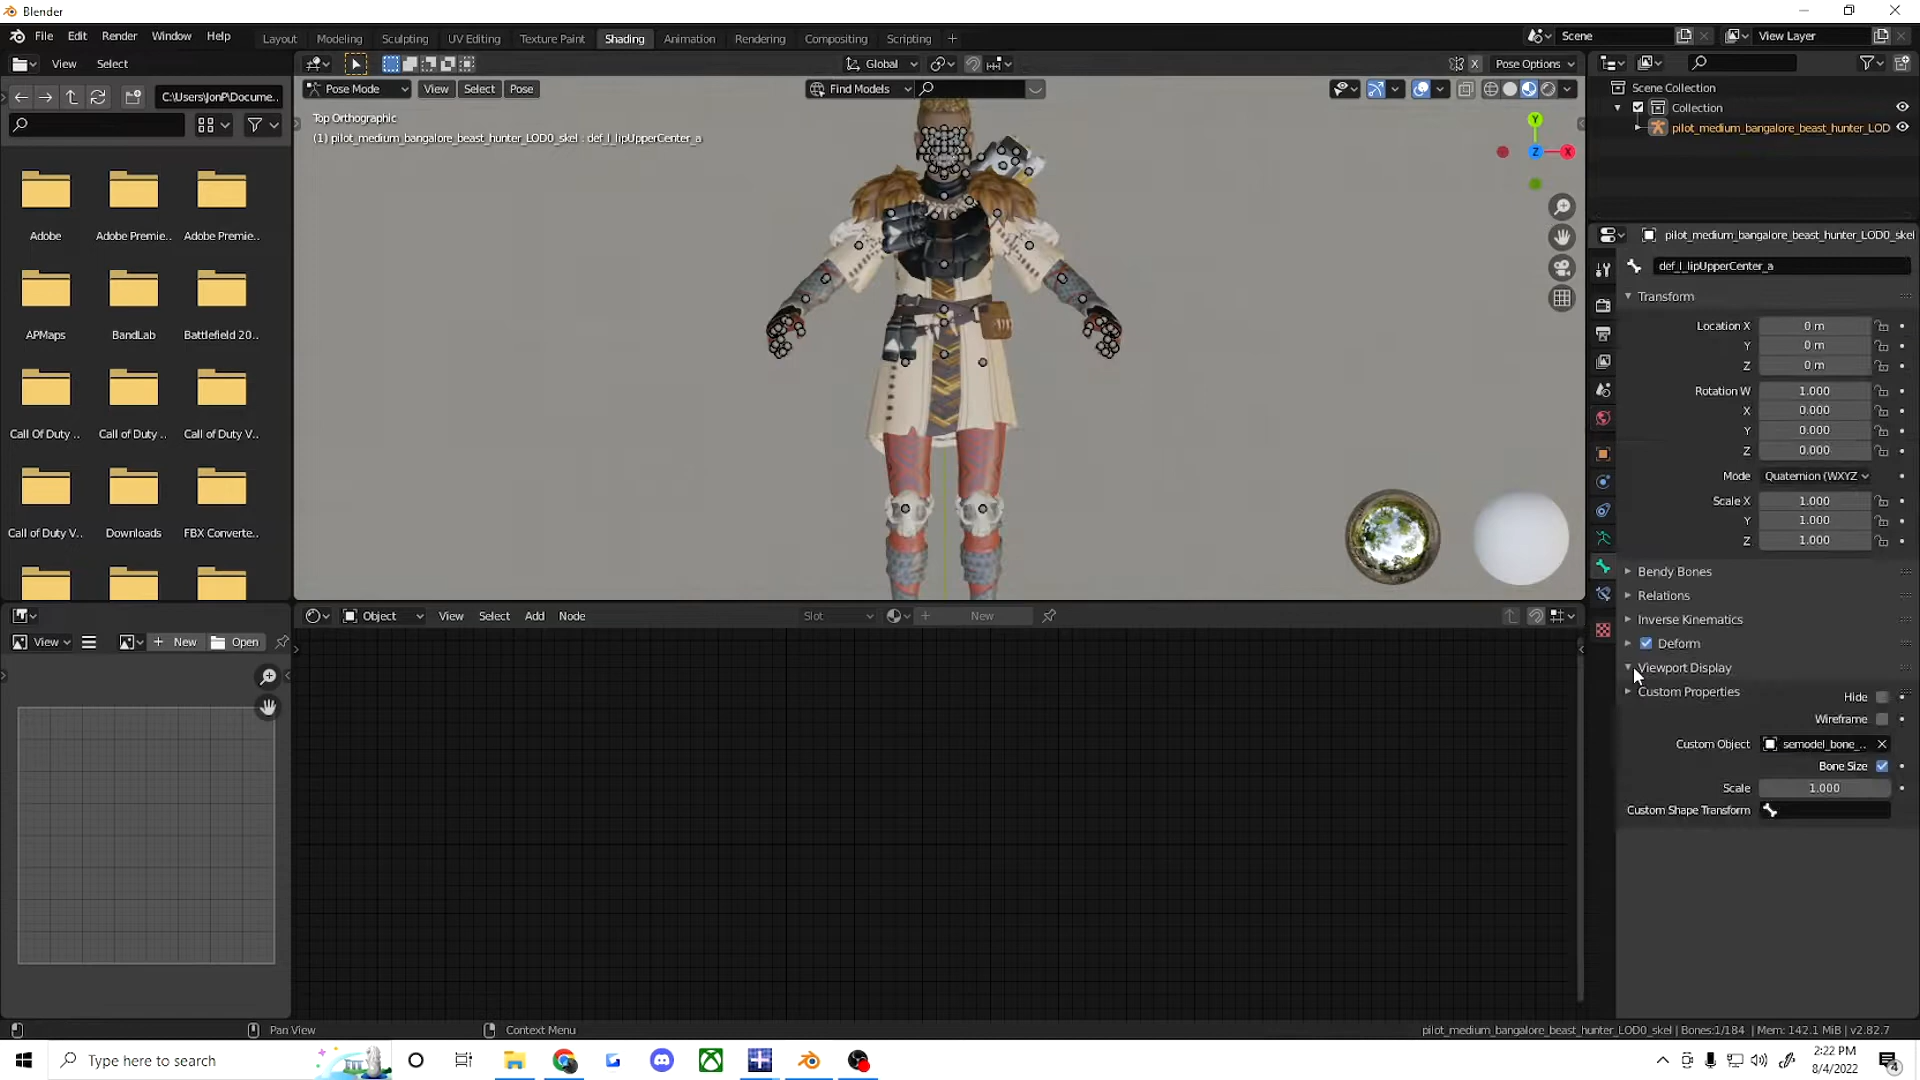 Blender
File Edit Render Window Help
Layout Modeling Sculpting UV Editing Texture Paint Shading Animation Rendering Compositing Scripting +
Scene
View Layer
View Select
Global
Pose Options
C:\Users\JonP\Docume..
Pose Mode View Select Pose
Find Models
Scene Collection
Collection
pilot_medium_bangalore_beast_hunter_LOD
Top Orthographic
(1) pilot_medium_bangalore_beast_hunter_LOD0_skel : def_l_lipUpperCenter_a
Y
Z
X
Adobe
Adobe Premie..
Adobe Premie..
APMaps
BandLab
Battlefield 20..
Call Of Duty ..
Call of Duty ..
Call of Duty V..
Call of Duty V..
Downloads
FBX Converte..
pilot_medium_bangalore_beast_hunter_LOD0_skel
def_l_lipUpperCenter_a
Transform
Location X 0 m
Y 0 m
Z 0 m
Rotation W 1.000
X 0.000
Y 0.000
Z 0.000
Mode Quaternion (WXYZ
Scale X 1.000
Y 1.000
Z 1.000
Bendy Bones
Relations
Inverse Kinematics
Deform
Viewport Display
Custom Properties
Hide
Wireframe
Custom Object semodel_bone_..
Bone Size
Scale 1.000
Custom Shape Transform
View New Open
Object View Select Add Node
Slot
New
Pan View
Context Menu
pilot_medium_bangalore_beast_hunter_LOD0_skel | Bones:1/184 | Mem: 142.1 MiB | v2.82.7
Type here to search
2:22 PM
8/4/2022
4